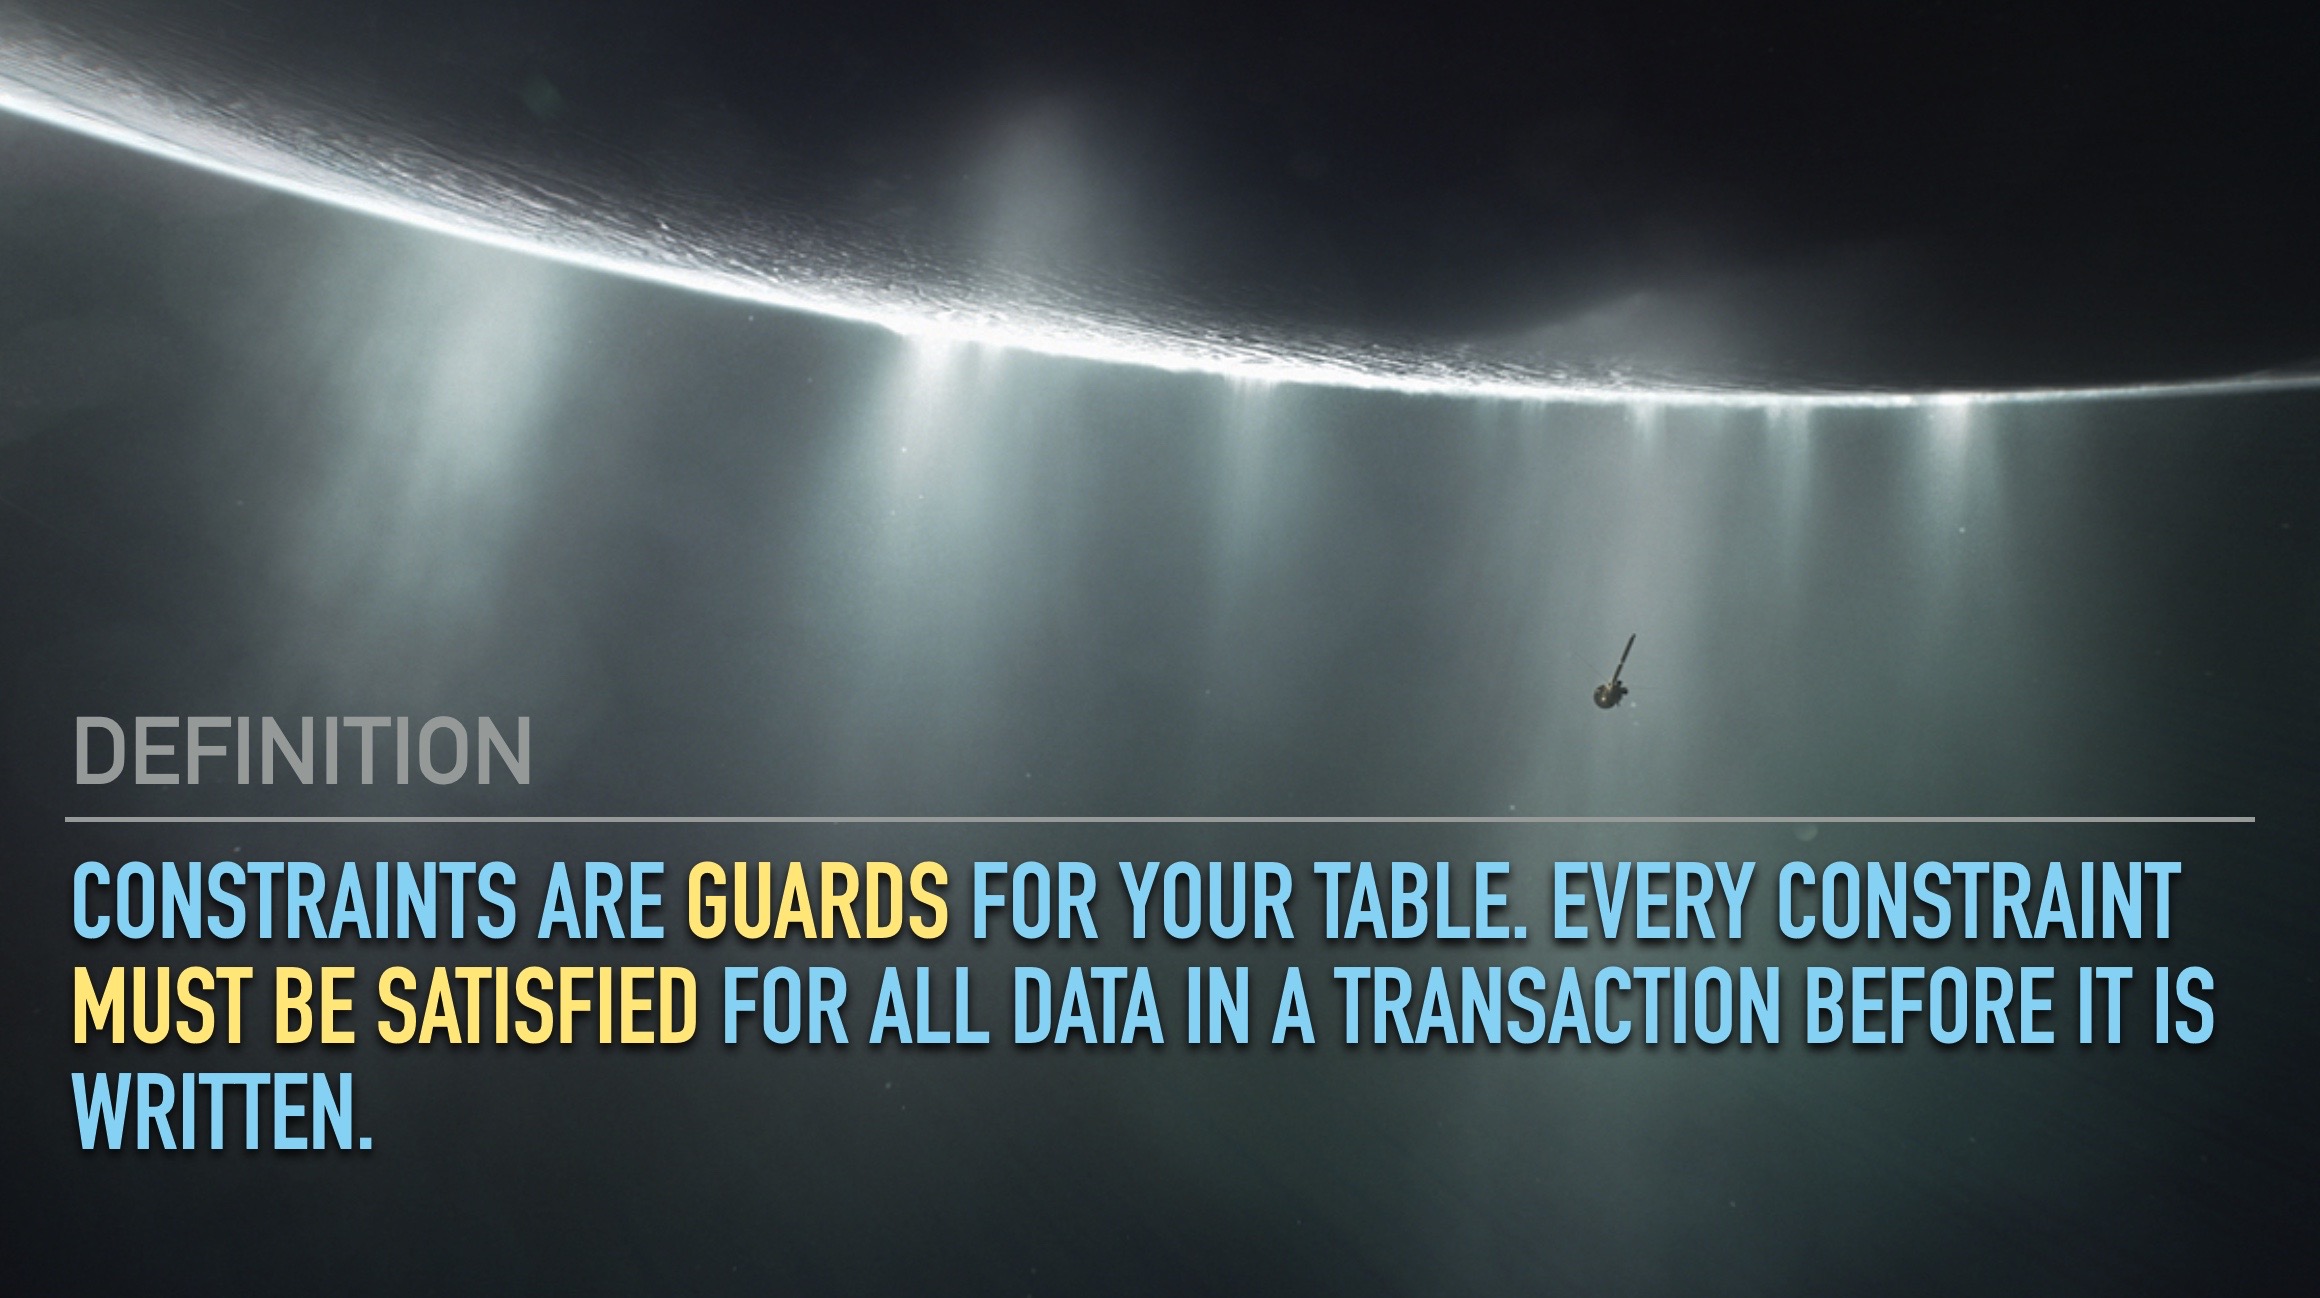 DEFINITION
CONSTRAINTS ARE GUARDS FOR YOUR TABLE. EVERY CONSTRAINT
MUST BE SATISFIED FOR ALL DATA IN A TRANSACTION BEFORE IT IS
WRITTEN.